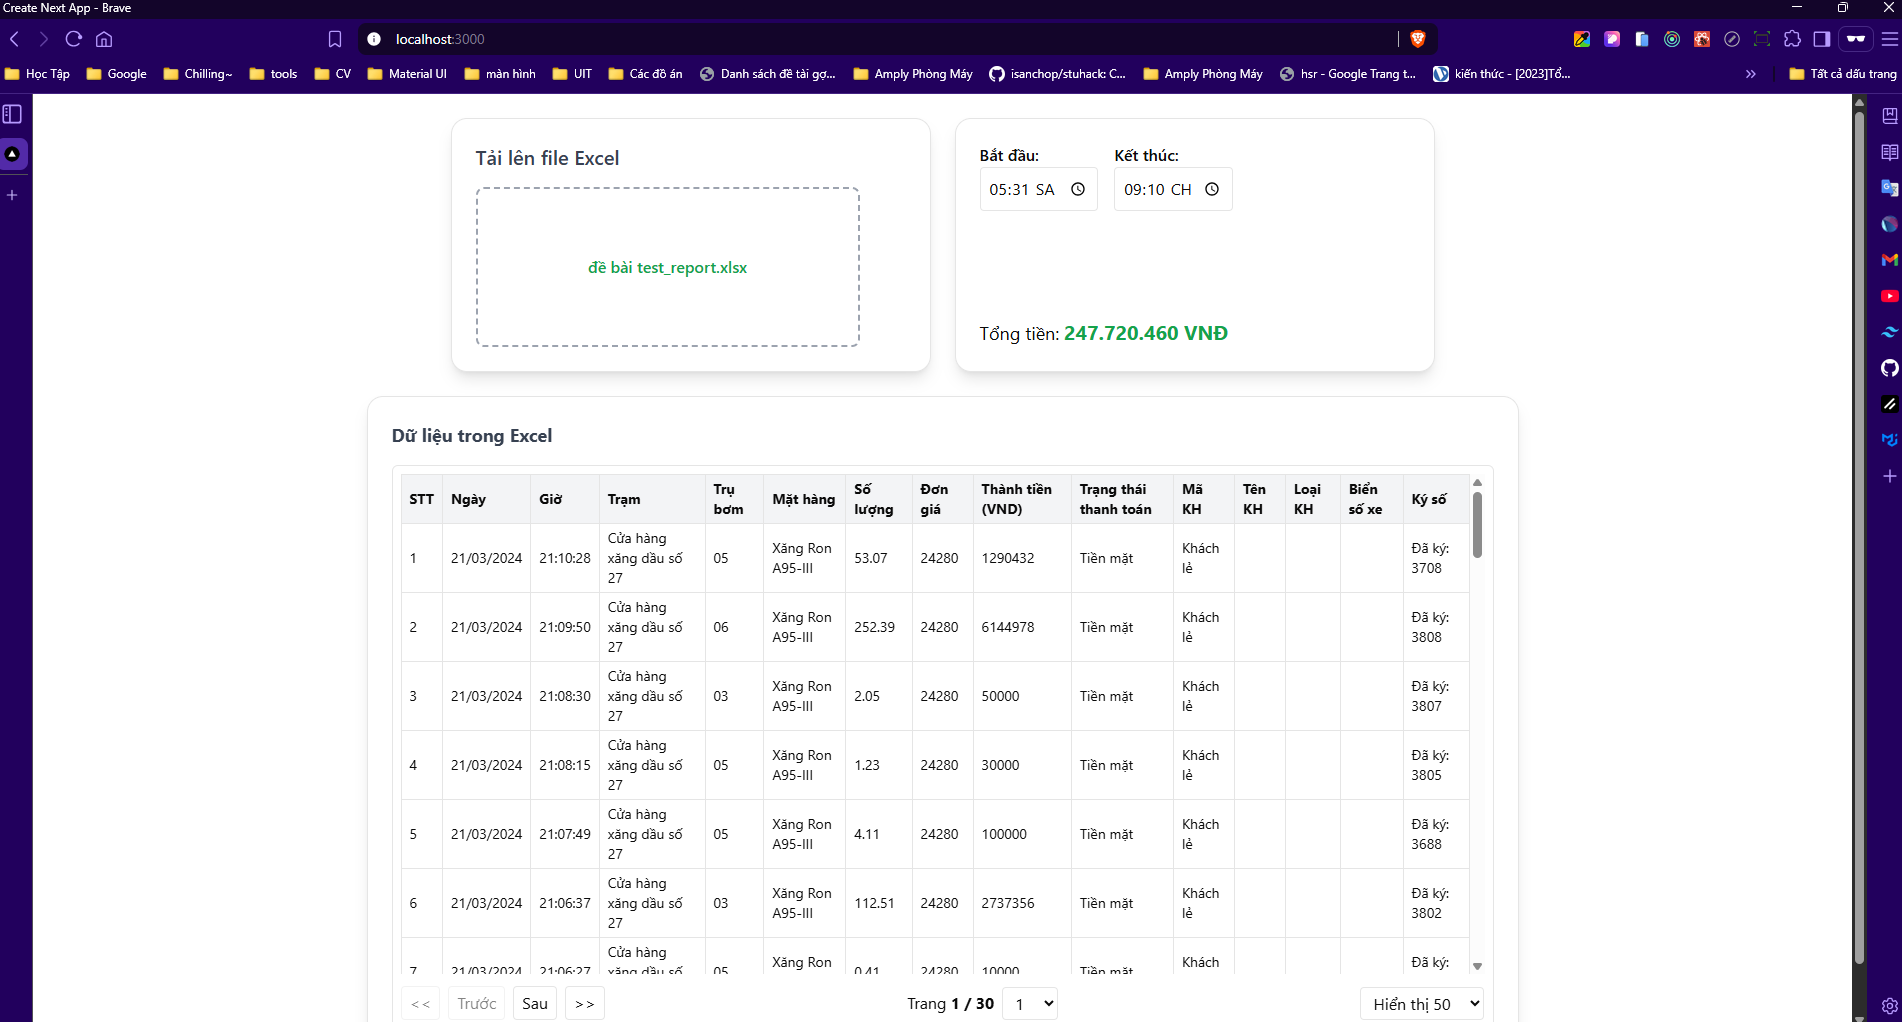 Create Next App - Brave
localhost:3000
Học Tập
Google
Chilling~
tools
CV
Material UI
màn hình
UIT
Các đồ án
Danh sách đề tài gợ...
Amply Phòng Máy
isanchop/stuhack: C...
Amply Phòng Máy
hsr - Google Trang t...
kiến thức - [2023]Tổ...
»
Tất cả dấu trang
Tải lên file Excel
đề bài test_report.xlsx
Bắt đầu: Kết thúc:
05:31 SA 09:10 CH
Tổng tiền: 247.720.460 VNĐ
Dữ liệu trong Excel
STT Ngày Giờ Trạm Trụ bơm Mặt hàng Số lượng Đơn giá Thành tiền (VND) Trạng thái thanh toán Mã KH Tên KH Loại KH Biển số xe Ký số
1 21/03/2024 21:10:28 Cửa hàng xăng dầu số 27 05 Xăng Ron A95-III 53.07 24280 1290432 Tiền mặt Khách lẻ Đã ký: 3708
2 21/03/2024 21:09:50 Cửa hàng xăng dầu số 27 06 Xăng Ron A95-III 252.39 24280 6144978 Tiền mặt Khách lẻ Đã ký: 3808
3 21/03/2024 21:08:30 Cửa hàng xăng dầu số 27 03 Xăng Ron A95-III 2.05 24280 50000 Tiền mặt Khách lẻ Đã ký: 3807
4 21/03/2024 21:08:15 Cửa hàng xăng dầu số 27 05 Xăng Ron A95-III 1.23 24280 30000 Tiền mặt Khách lẻ Đã ký: 3805
5 21/03/2024 21:07:49 Cửa hàng xăng dầu số 27 05 Xăng Ron A95-III 4.11 24280 100000 Tiền mặt Khách lẻ Đã ký: 3688
6 21/03/2024 21:06:37 Cửa hàng xăng dầu số 27 03 Xăng Ron A95-III 112.51 24280 2737356 Tiền mặt Khách lẻ Đã ký: 3802
7 21/03/2024 21:06:27 Cửa hàng xăng dầu số 05 Xăng Ron 0.41 24280 10000 Tiền mặt Khách Đã ký:
<< Trước Sau >> Trang 1 / 30 1 Hiển thị 50